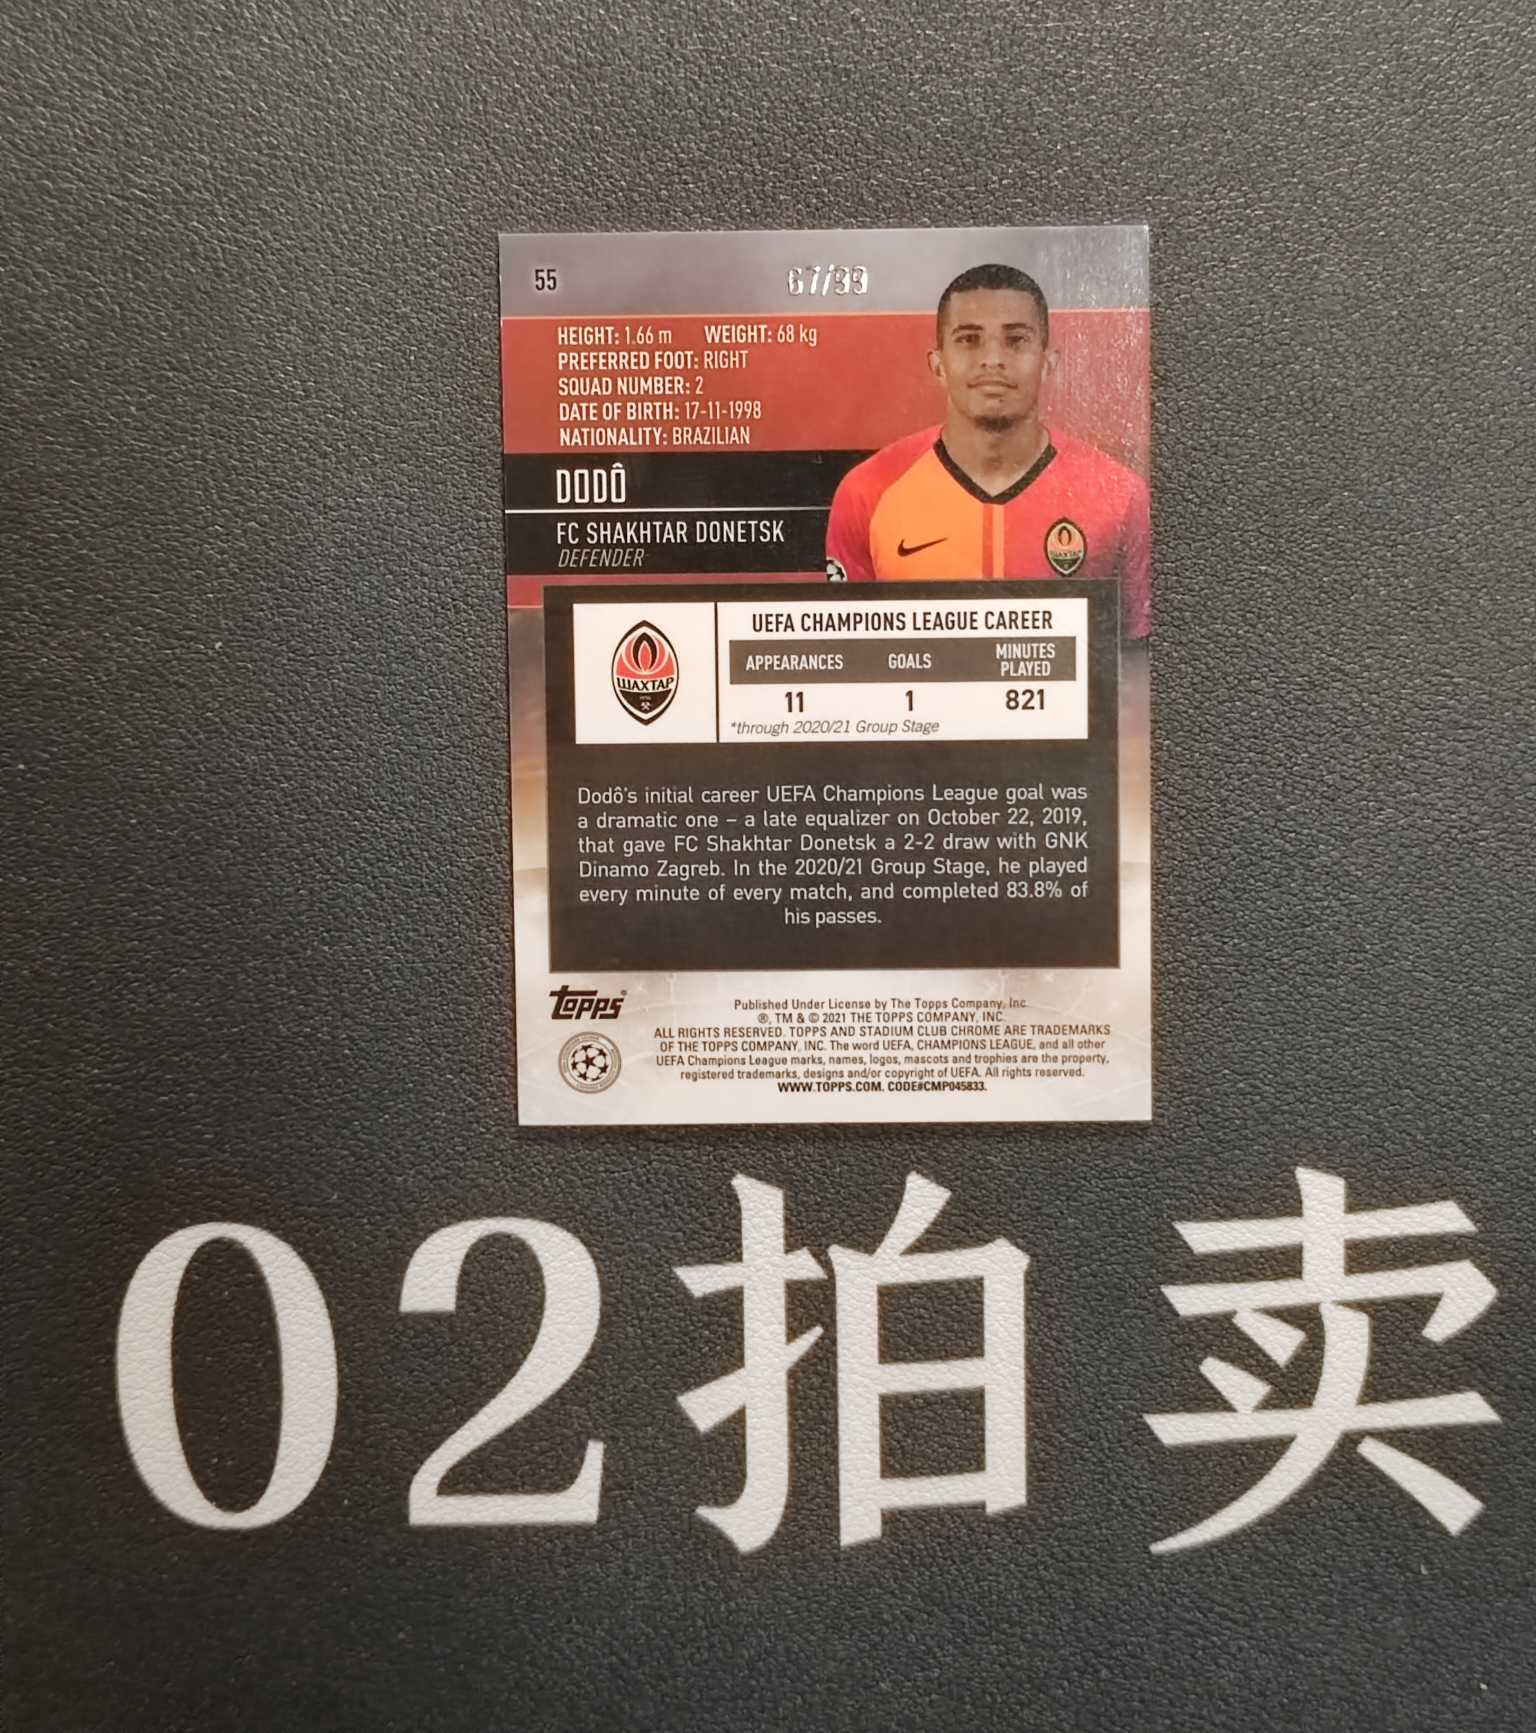 55
67/99
HEIGHT: 1.66 m WEIGHT: 68 kg
PREFERRED FOOT: RIGHT
SQUAD NUMBER: 2
DATE OF BIRTH: 17-11-1998
NATIONALITY: BRAZILIAN
DODÔ
FC SHAKHTAR DONETSK
DEFENDER
ШАХТАР
ШАХТАР
UEFA CHAMPIONS LEAGUE CAREER
APPEARANCES GOALS MINUTES PLAYED
11 1 821
*through 2020/21 Group Stage
Dodô's initial career UEFA Champions League goal was
a dramatic one – a late equalizer on October 22, 2019,
that gave FC Shakhtar Donetsk a 2-2 draw with GNK
Dinamo Zagreb. In the 2020/21 Group Stage, he played
every minute of every match, and completed 83.8% of
his passes.
topps®
Published Under License by The Topps Company, Inc.
®, TM & © 2021 THE TOPPS COMPANY, INC.
ALL RIGHTS RESERVED. TOPPS AND STADIUM CLUB CHROME ARE TRADEMARKS
OF THE TOPPS COMPANY, INC. The word UEFA, CHAMPIONS LEAGUE, and all other
UEFA Champions League marks, names, logos, mascots and trophies are the property,
registered trademarks, designs and/or copyright of UEFA. All rights reserved.
WWW.TOPPS.COM. CODE#CMP045833.
02拍卖